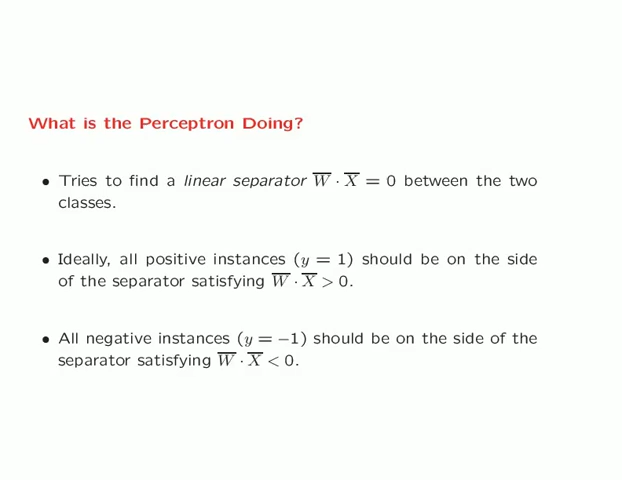 What is the Perceptron Doing?
• Tries to find a linear separator W̅ · X̅ = 0 between the two
classes.
• Ideally, all positive instances (y = 1) should be on the side
of the separator satisfying W̅ · X̅ > 0.
• All negative instances (y = −1) should be on the side of the
separator satisfying W̅ · X̅ < 0.